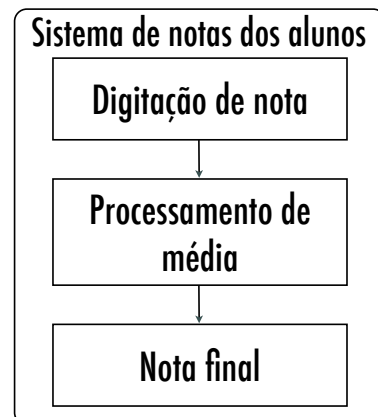 Sistema de notas dos alunos
Digitação de nota
Processamento de
média
Nota final